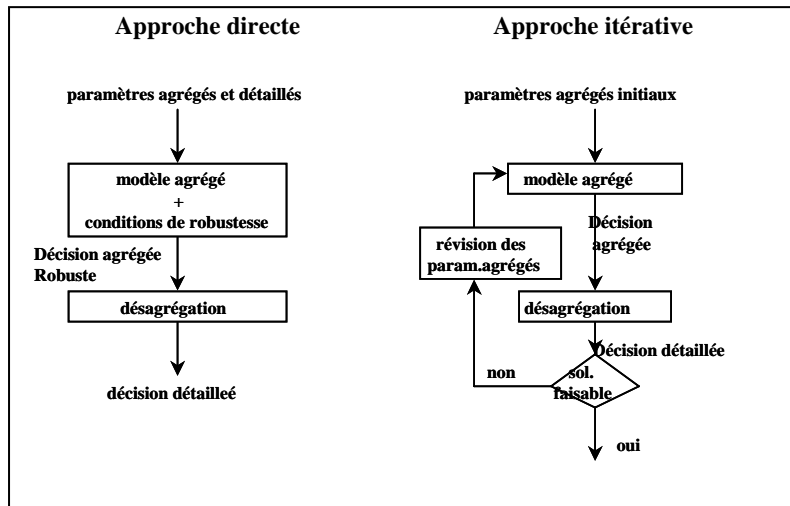 Approche directe
paramètres agrégés et détaillés
modèle agrégé
+
conditions de robustesse
Décision agrégée
Robuste
désagrégation
décision détailleé
Approche itérative
paramètres agrégés initiaux
modèle agrégé
Décision
agrégée
révision des
param.agrégés
désagrégation
Décision détaillée
non
sol.
faisable
oui